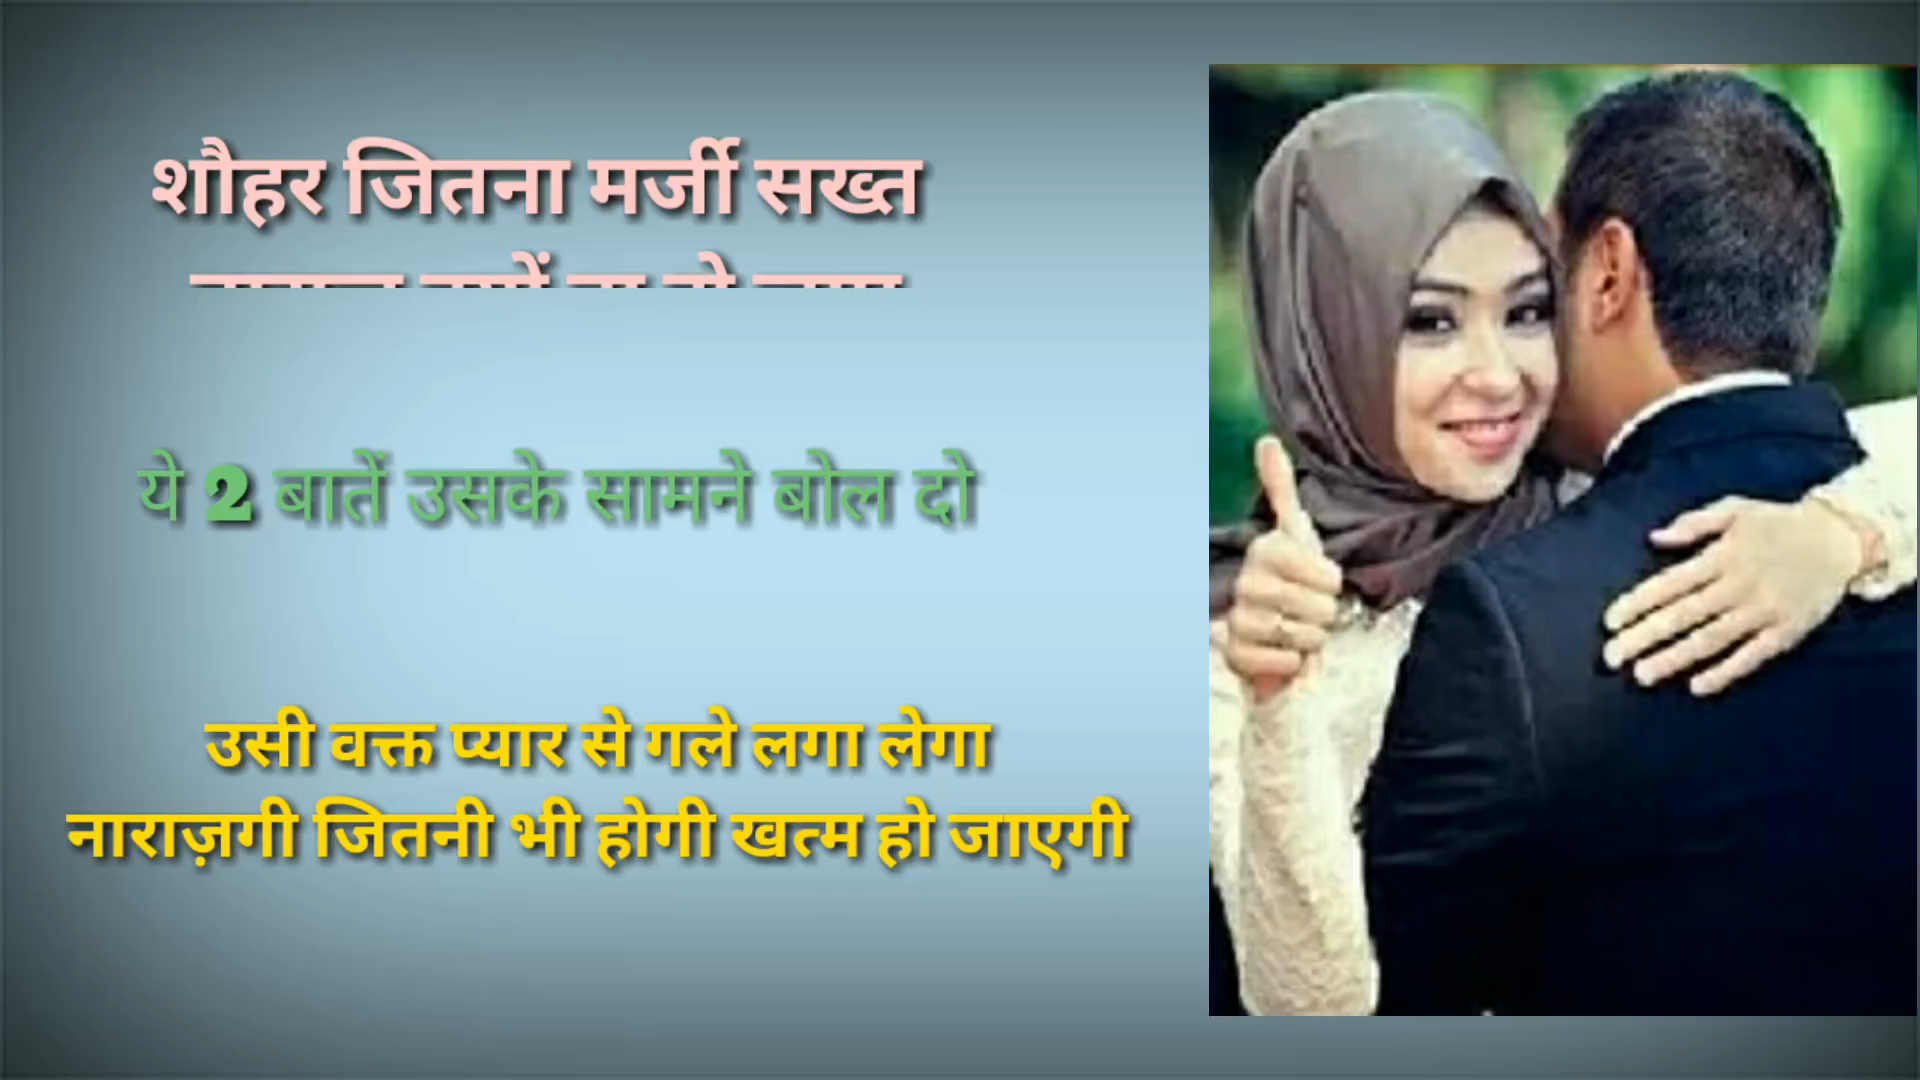 शौहर जितना मर्जी सख्त
ये 2 बातें उसके सामने बोल दो
उसी वक्त प्यार से गले लगा लेगा
नाराज़गी जितनी भी होगी खत्म हो जाएगी